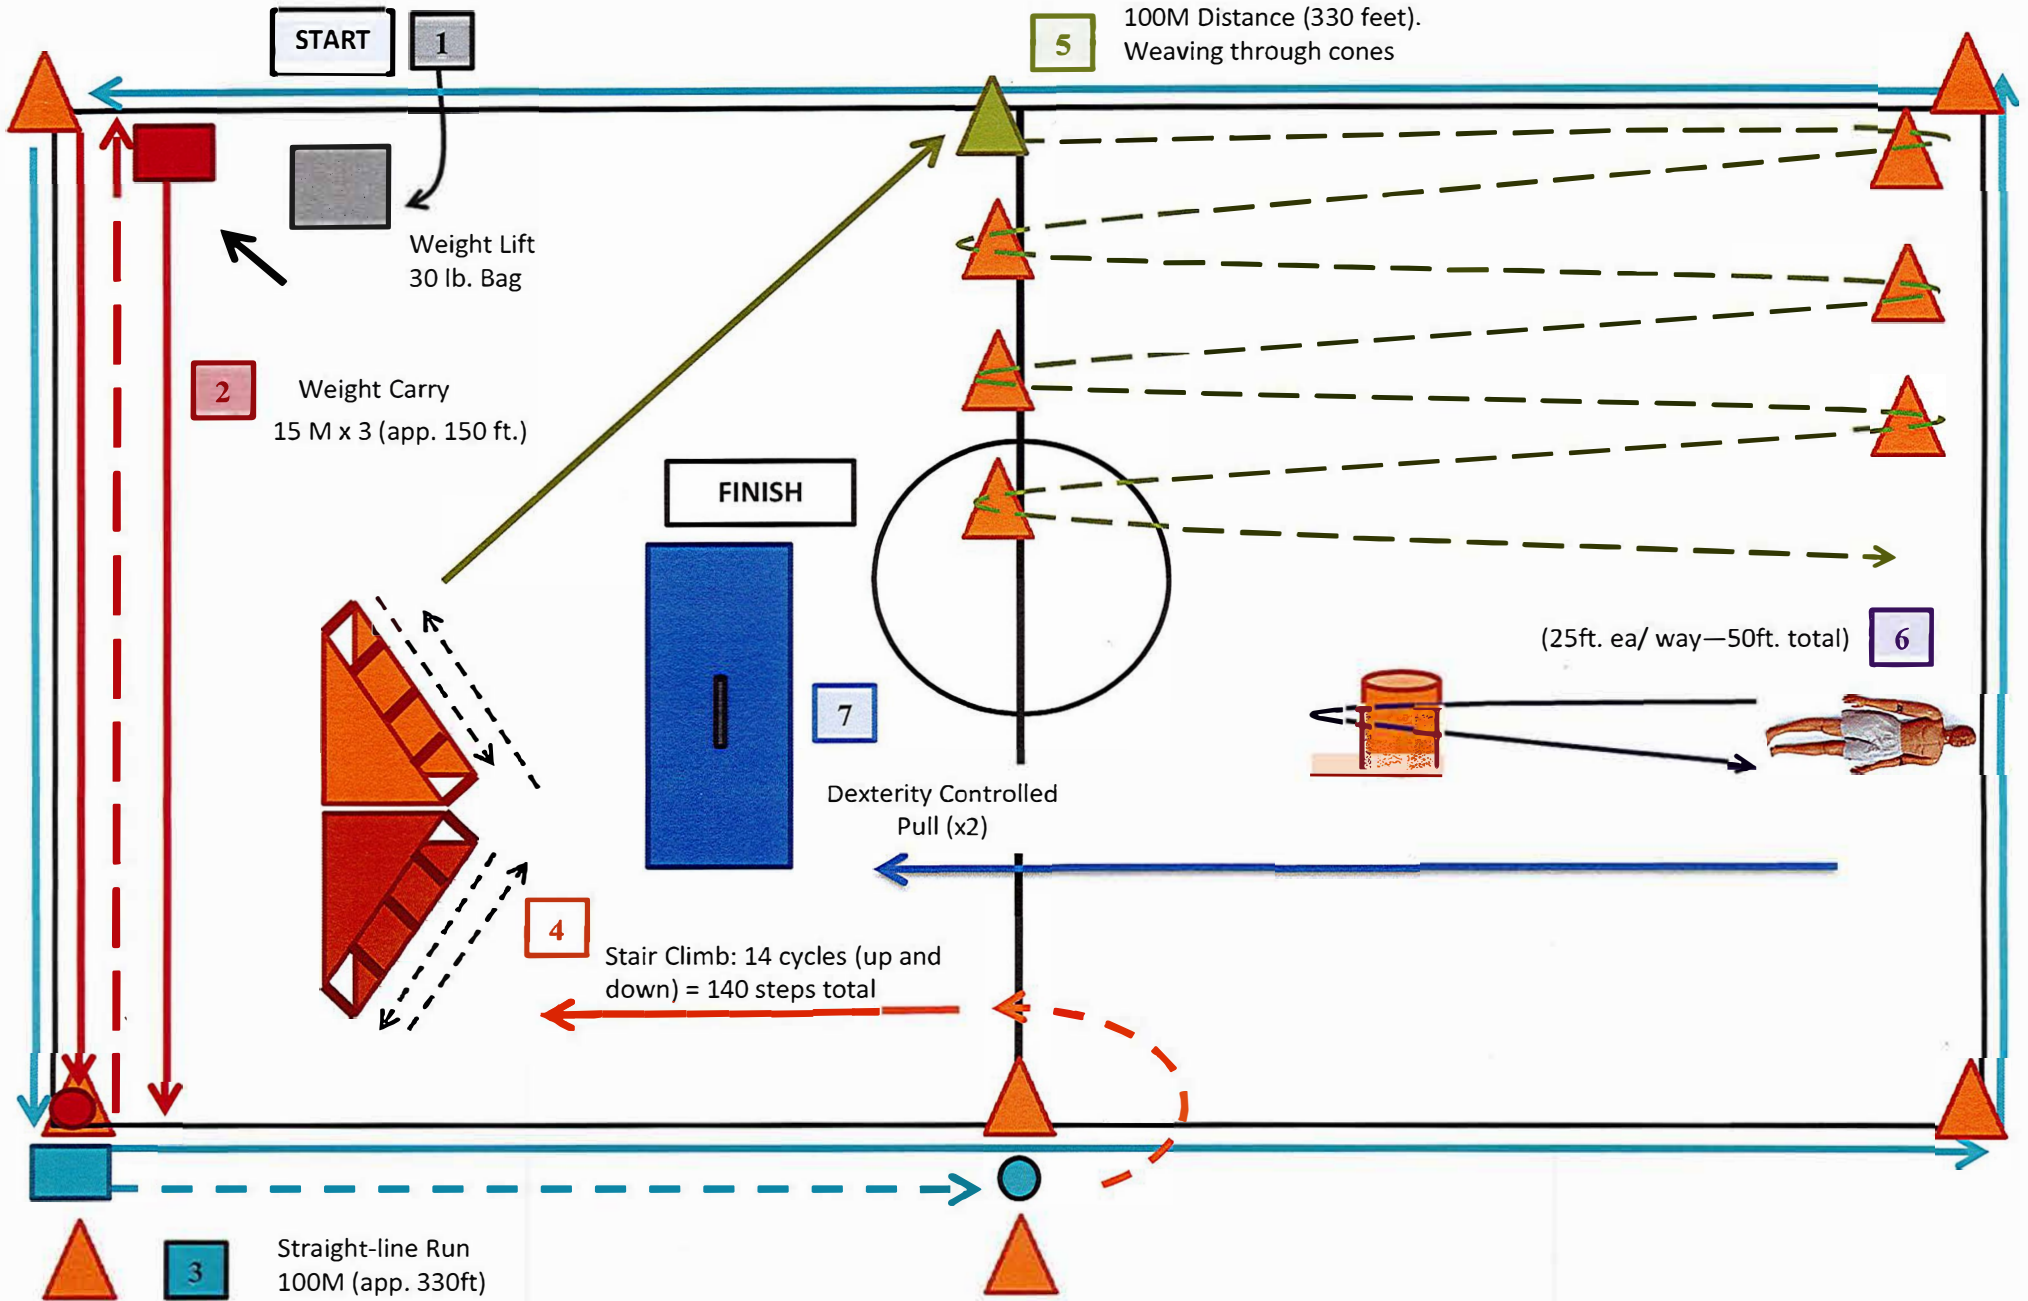 START
1
5
100M Distance (330 feet).
Weaving through cones
Weight Lift
30 lb. Bag
2
Weight Carry
15 M x 3 (app. 150 ft.)
FINISH
(25ft. ea/ way—50ft. total)
6
7
Dexterity Controlled
Pull (x2)
4
Stair Climb: 14 cycles (up and
down) = 140 steps total
3
Straight-line Run
100M (app. 330ft)